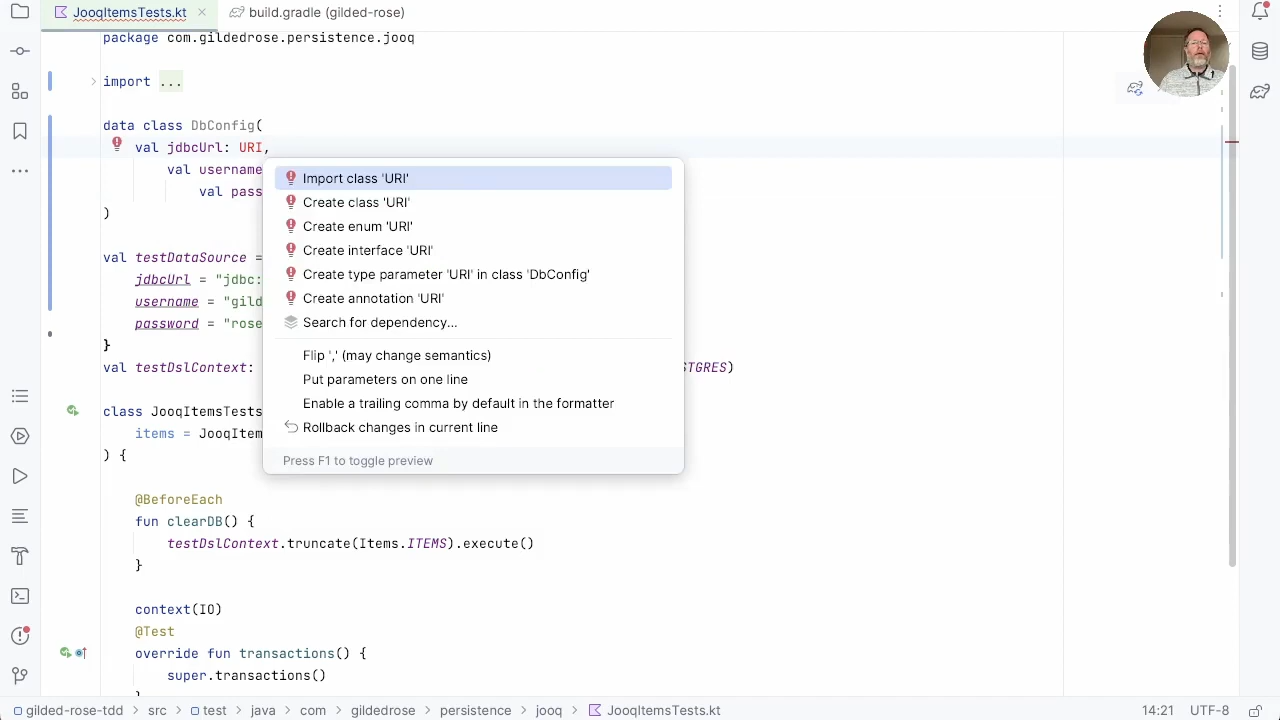 JooqItemsTests.kt
build.gradle (gilded-rose)
package com.gildedrose.persistence.jooq
import ...
data class DbConfig(
val jdbcUrl: URI,
val username
val pass
)
val testDataSource =
jdbcUrl = "jdbc:
username = "gild
password = "rose
}
val testDslContext:
STGRES)
class JooqItemsTests
items = JooqItem
) {
@BeforeEach
fun clearDB() {
testDslContext.truncate(Items.ITEMS).execute()
}
context(IO)
@Test
override fun transactions() {
super.transactions()
Import class 'URI'
Create class 'URI'
Create enum 'URI'
Create interface 'URI'
Create type parameter 'URI' in class 'DbConfig'
Create annotation 'URI'
Search for dependency...
Flip ',' (may change semantics)
Put parameters on one line
Enable a trailing comma by default in the formatter
Rollback changes in current line
Press F1 to toggle preview
gilded-rose-tdd > src > test > java > com > gildedrose > persistence > jooq > JooqItemsTests.kt
14:21 UTF-8